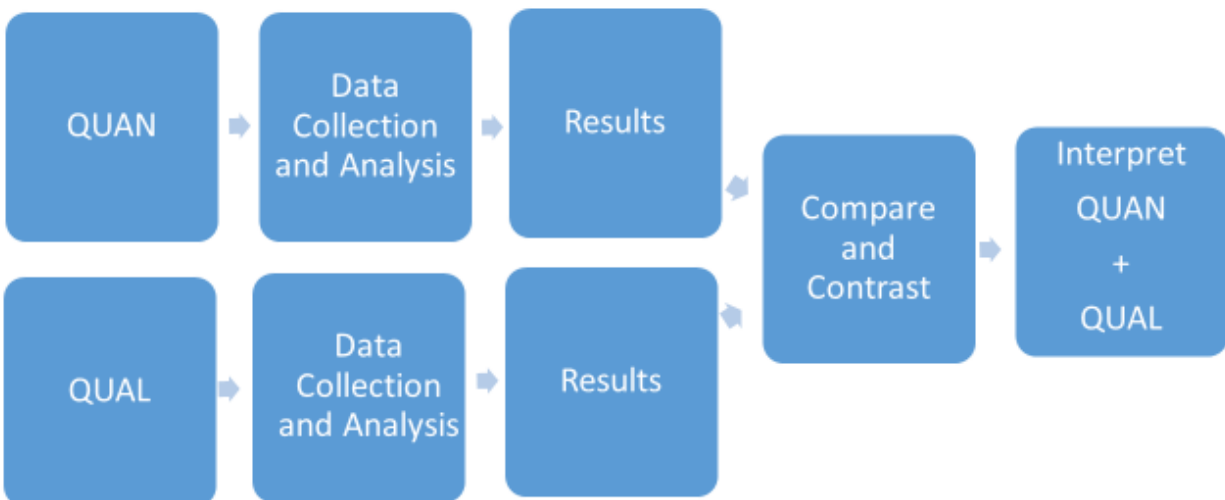 QUAN
Data
Collection
and Analysis
Results
QUAL
Data
Collection
and Analysis
Results
Compare
and
Contrast
Interpret
QUAN
+
QUAL